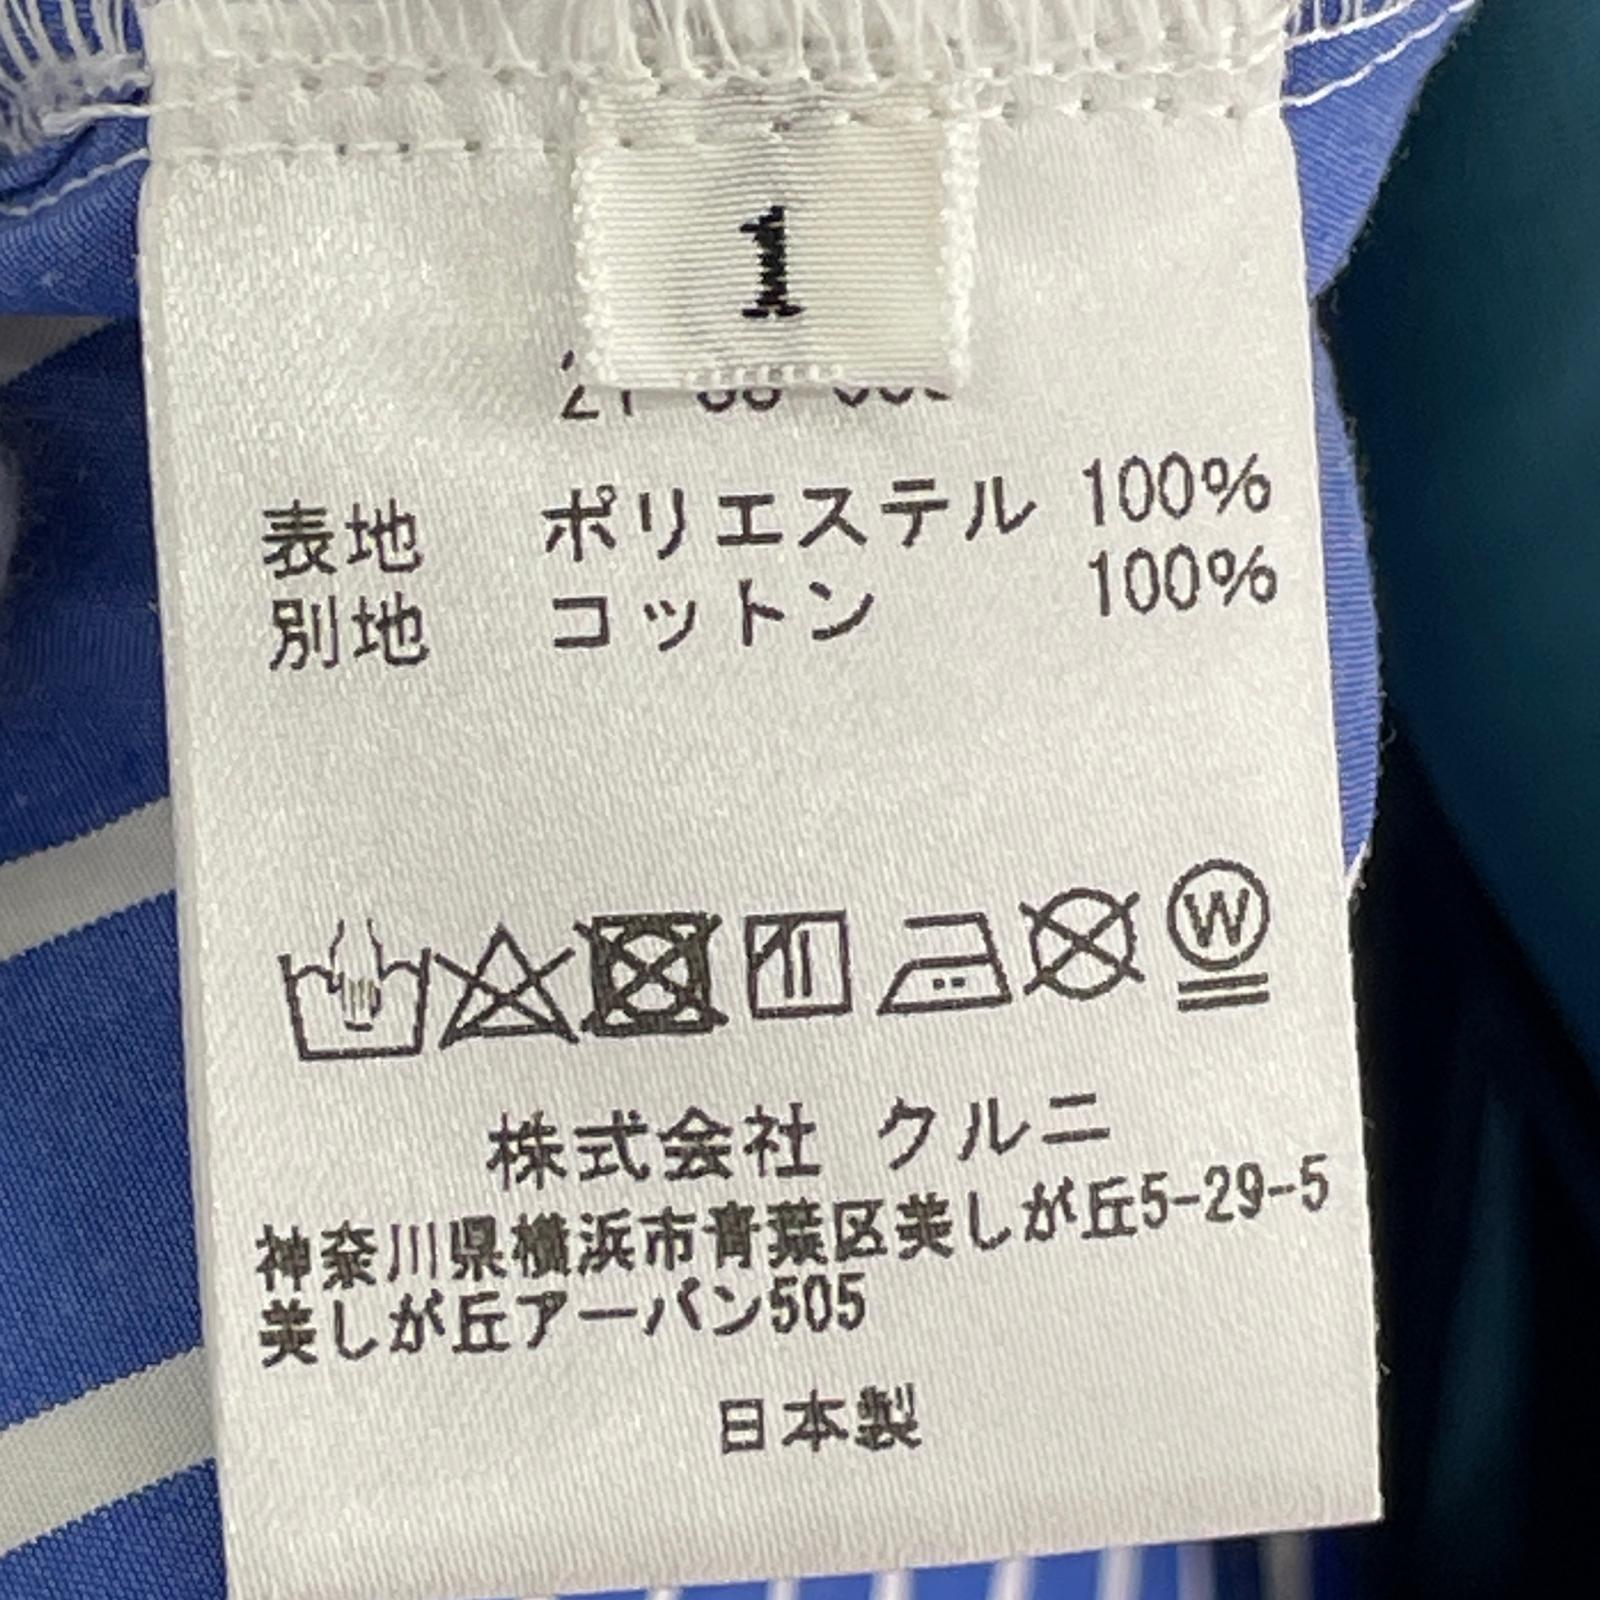 1
表地 ポリエステル 100%
別地 コットン 100%
W
株式会社 クルニ
神奈川県横浜市青葉区美しが丘5-29-5
美しが丘アーバン505
日本製